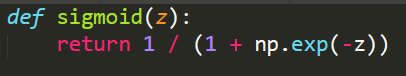 def sigmoid(z):
    return 1 / (1 + np.exp(-z))